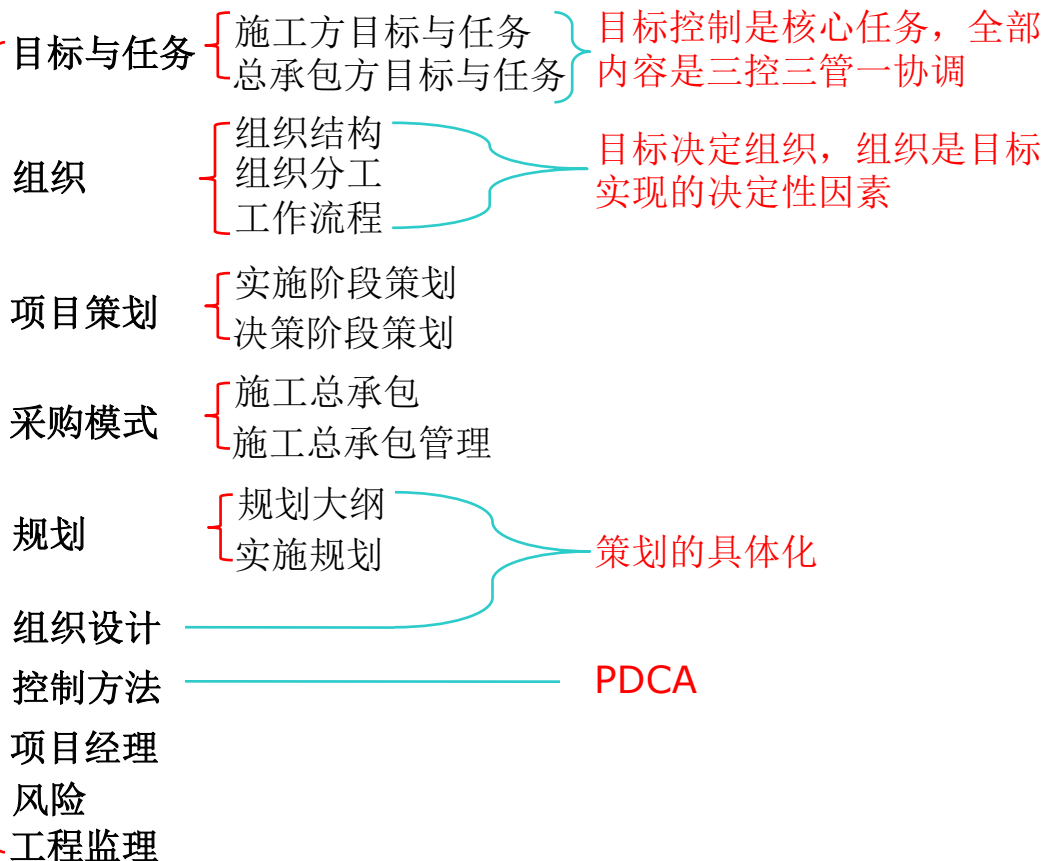 目标与任务
施工方目标与任务
总承包方目标与任务
目标控制是核心任务，全部
内容是三控三管一协调
组织
组织结构
组织分工
工作流程
目标决定组织，组织是目标
实现的决定性因素
项目策划
实施阶段策划
决策阶段策划
采购模式
施工总承包
施工总承包管理
规划
规划大纲
实施规划
策划的具体化
组织设计
控制方法
PDCA
项目经理
风险
工程监理